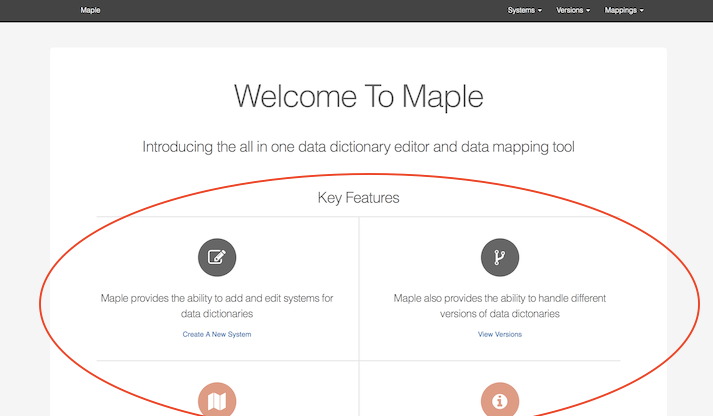 Maple
Systems
Versions
Mappings
Welcome To Maple
Introducing the all in one data dictionary editor and data mapping tool
Key Features
Maple provides the ability to add and edit systems for
data dictionaries
Create A New System
Maple also provides the ability to handle different
versions of data dictonaries
View Versions